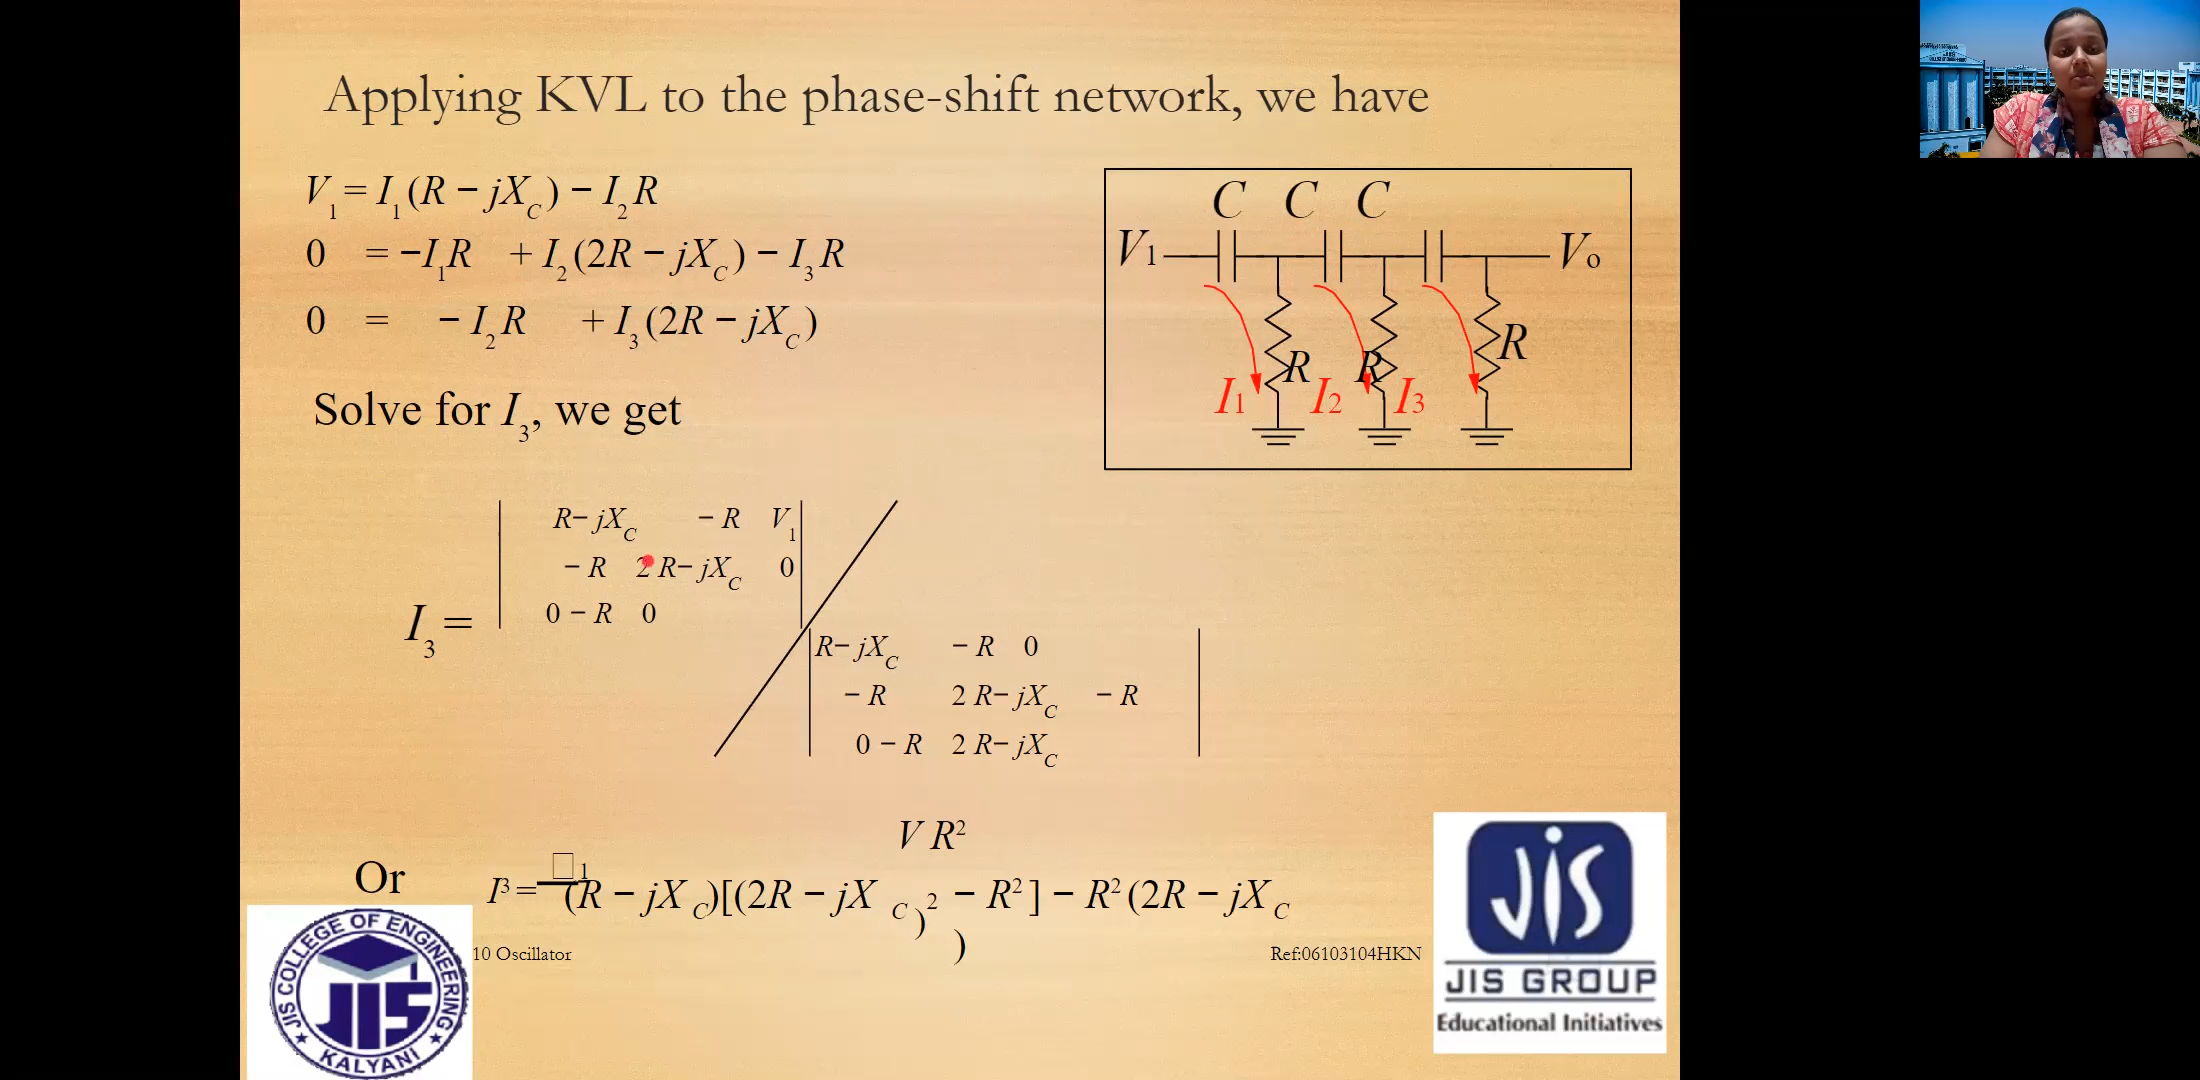 Applying KVL to the phase-shift network, we have
V1 = I1(R − jXC) − I2R
0 = −I1R + I2(2R − jXC) − I3R
0 = − I2R + I3(2R − jXC)
C C C
V1 Vo
R R R
I1 I2 I3
Solve for I3, we get
R− jXC − R V1
− R 2 R− jXC 0
0 − R 0
I3 =
R− jXC − R 0
− R 2 R− jXC − R
0 − R 2 R− jXC
V R2
Or I3 = 1 (R − jXC)[(2R − jXC)2 − R2] − R2(2R − jXC)
10 Oscillator
Ref:06103104HKN
JIS COLLEGE OF ENGINEERING
JIS
KALYANI
JIS
JIS GROUP
Educational Initiatives